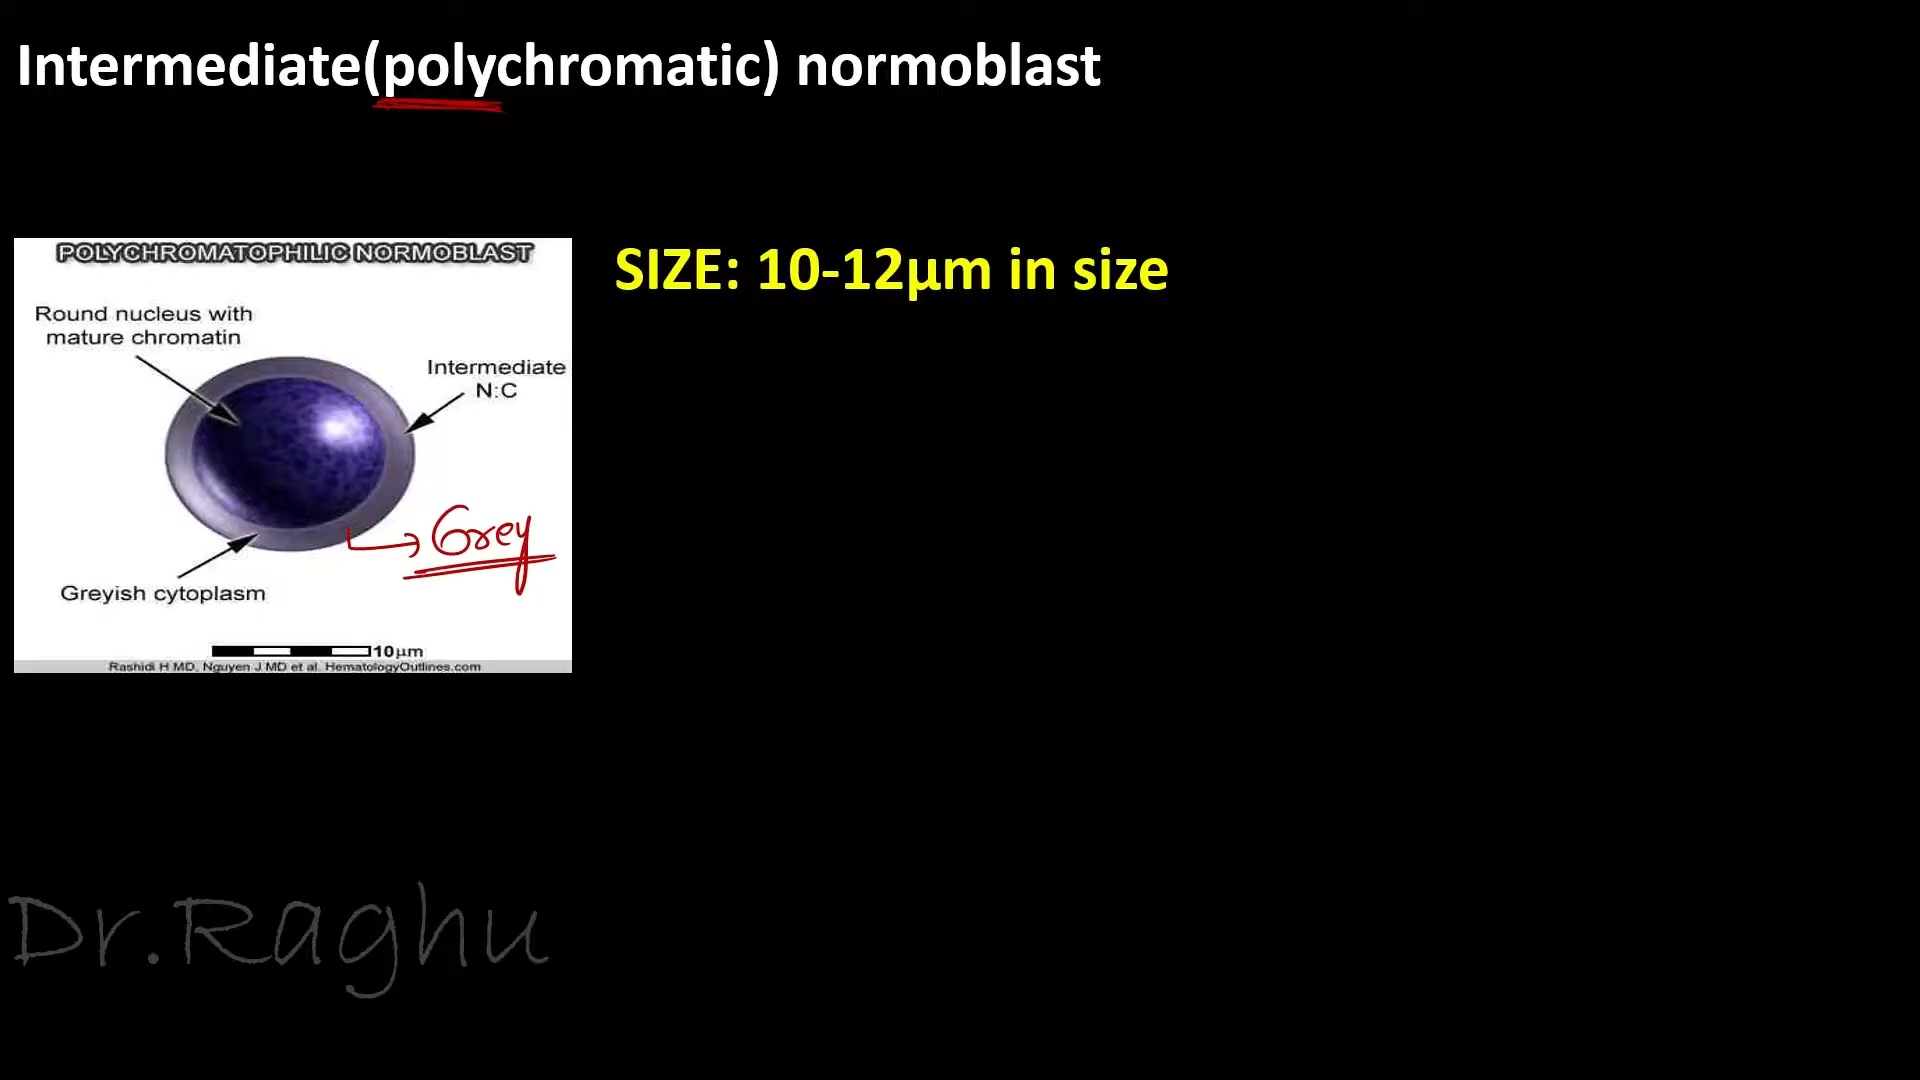 Intermediate(polychromatic) normoblast
POLYCHROMATOPHILIC NORMOBLAST
SIZE: 10-12µm in size
Round nucleus with
mature chromatin
Intermediate
N:C
Grey
Greyish cytoplasm
10µm
Rashidi H MD, Nguyen J MD et al. HematologyOutlines.com
Dr.Raghu